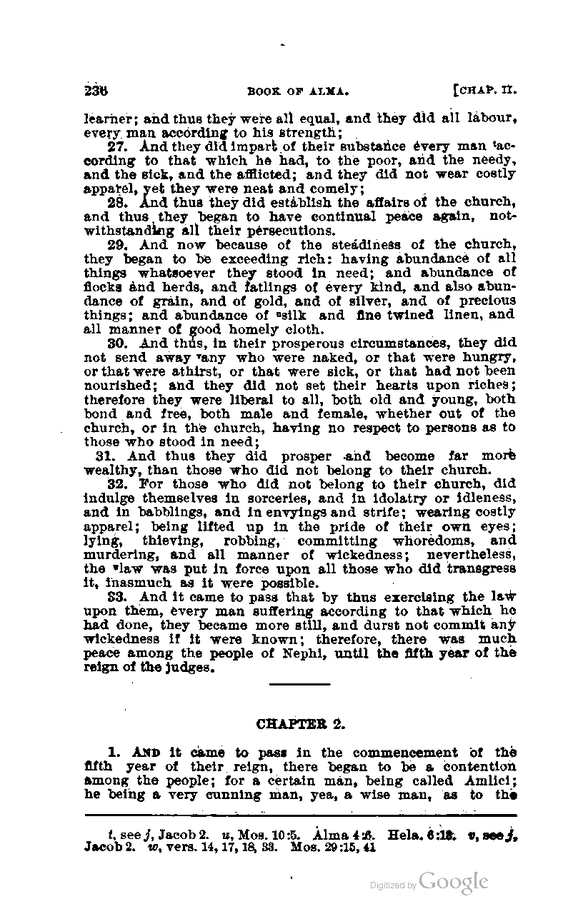 236 BOOK OF ALMA. [CHAP. II.
learner; and thus they were all equal, and they did all labour,
every man according to his strength;
27. And they did impart of their substance every man ᵗac-
cording to that which he had, to the poor, and the needy,
and the sick, and the afflicted; and they did not wear costly
apparel, yet they were neat and comely;
28. And thus they did establish the affairs of the church,
and thus they began to have continual peace again, not-
withstanding all their persecutions.
29. And now because of the steadiness of the church,
they began to be exceeding rich: having abundance of all
things whatsoever they stood in need; and abundance of
flocks and herds, and fatlings of every kind, and also abun-
dance of grain, and of gold, and of silver, and of precious
things; and abundance of ᵘsilk and fine twined linen, and
all manner of good homely cloth.
30. And thus, in their prosperous circumstances, they did
not send away ᵛany who were naked, or that were hungry,
or that were athirst, or that were sick, or that had not been
nourished; and they did not set their hearts upon riches;
therefore they were liberal to all, both old and young, both
bond and free, both male and female, whether out of the
church, or in the church, having no respect to persons as to
those who stood in need;
31. And thus they did prosper and become far more
wealthy, than those who did not belong to their church.
32. For those who did not belong to their church, did
indulge themselves in sorceries, and in idolatry or idleness,
and in babblings, and in envyings and strife; wearing costly
apparel; being lifted up in the pride of their own eyes;
lying, thieving, robbing, committing whoredoms, and
murdering, and all manner of wickedness; nevertheless,
the ʷlaw was put in force upon all those who did transgress
it, inasmuch as it were possible.
33. And it came to pass that by thus exercising the law
upon them, every man suffering according to that which he
had done, they became more still, and durst not commit any
wickedness if it were known; therefore, there was much
peace among the people of Nephi, until the fifth year of the
reign of the judges.
CHAPTER 2.
1. AND it came to pass in the commencement of the
fifth year of their reign, there began to be a contention
among the people; for a certain man, being called Amlici;
he being a very cunning man, yea, a wise man, as to the
t, see j, Jacob 2. u, Mos. 10:5. Alma 4:6. Hela. 6:13. v, see j,
Jacob 2. w, vers. 14, 17, 18, 33. Mos. 29:15, 41
Digitized by Google